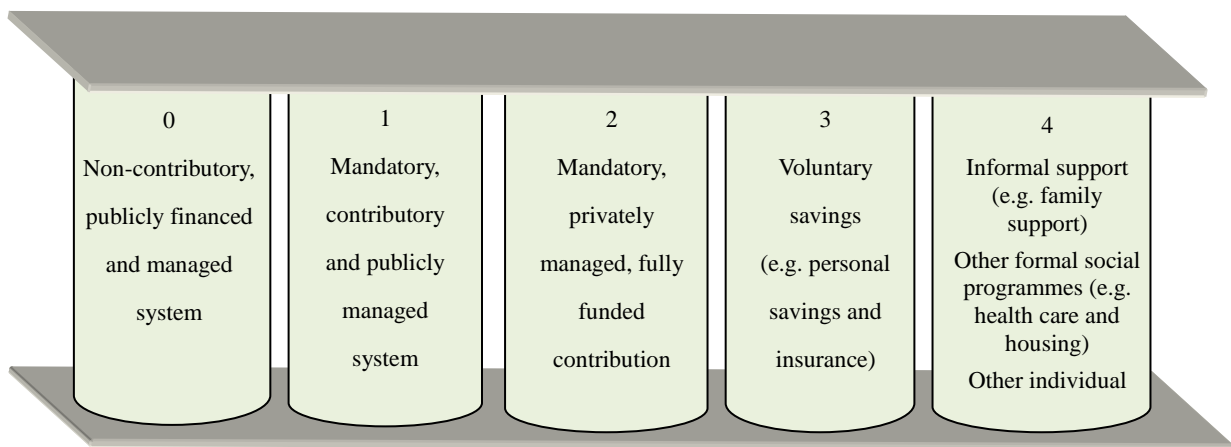 0
Non-contributory,
publicly financed
and managed
system
1
Mandatory,
contributory
and publicly
managed
system
2
Mandatory,
privately
managed, fully
funded
contribution
3
Voluntary
savings
(e.g. personal
savings and
insurance)
4
Informal support
(e.g. family
support)
Other formal social
programmes (e.g.
health care and
housing)
Other individual